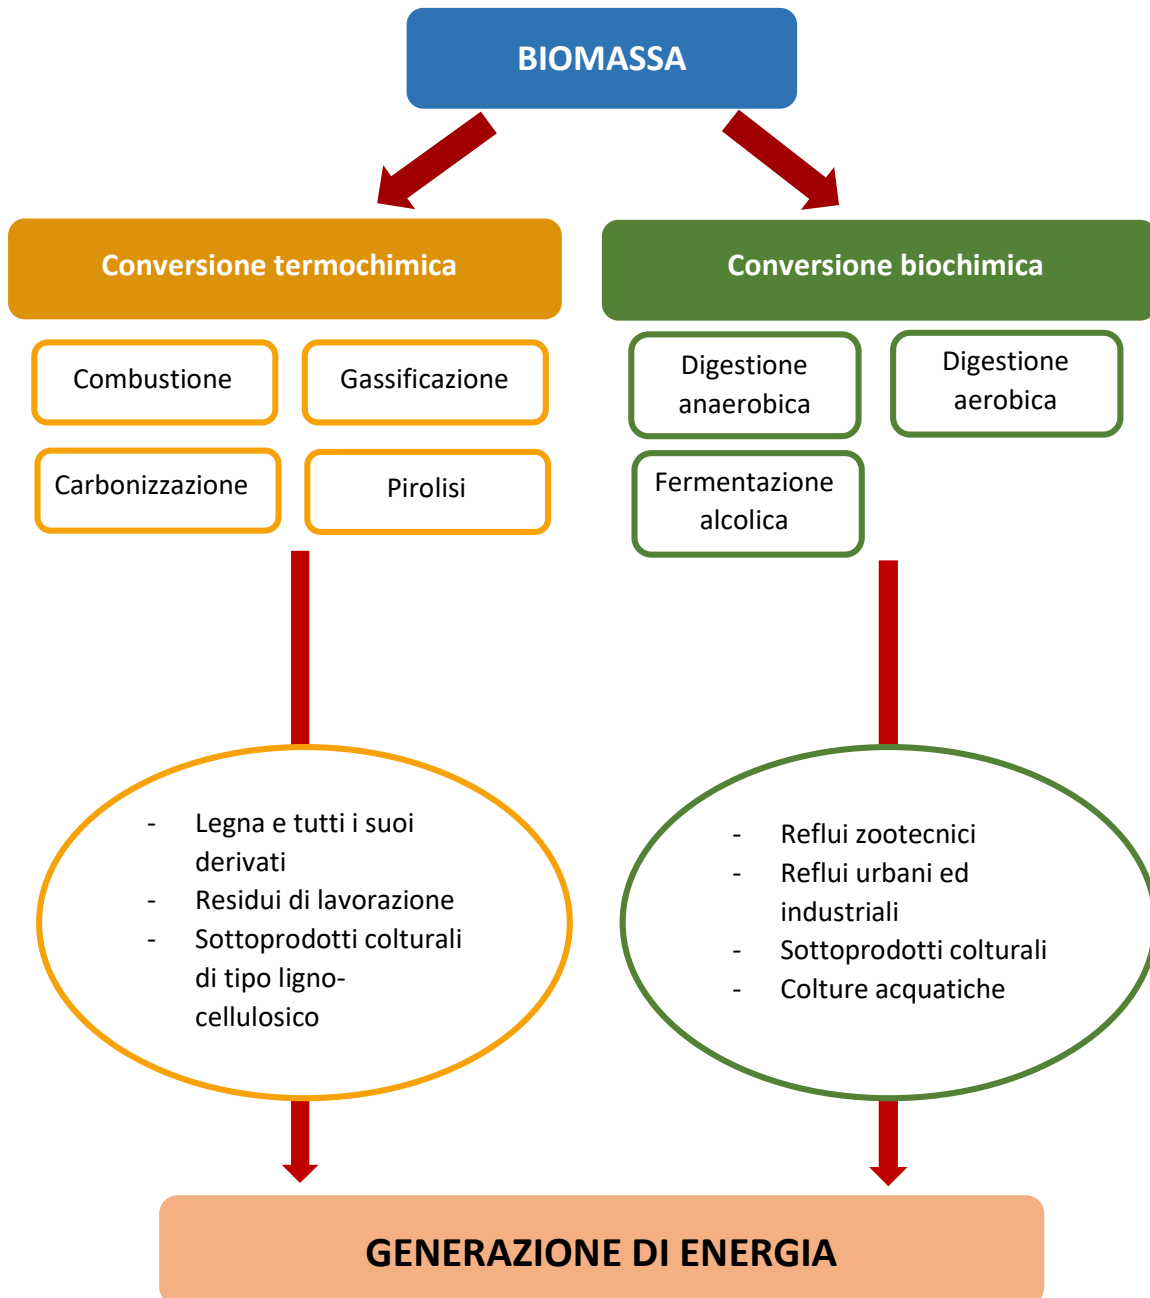 BIOMASSA
Conversione termochimica
Combustione
Gassificazione
Carbonizzazione
Pirolisi
Conversione biochimica
Digestione
anaerobica
Digestione
aerobica
Fermentazione
alcolica
- Legna e tutti i suoi
derivati
- Residui di lavorazione
- Sottoprodotti colturali
di tipo ligno-
cellulosico
- Reflui zootecnici
- Reflui urbani ed
industriali
- Sottoprodotti colturali
- Colture acquatiche
GENERAZIONE DI ENERGIA